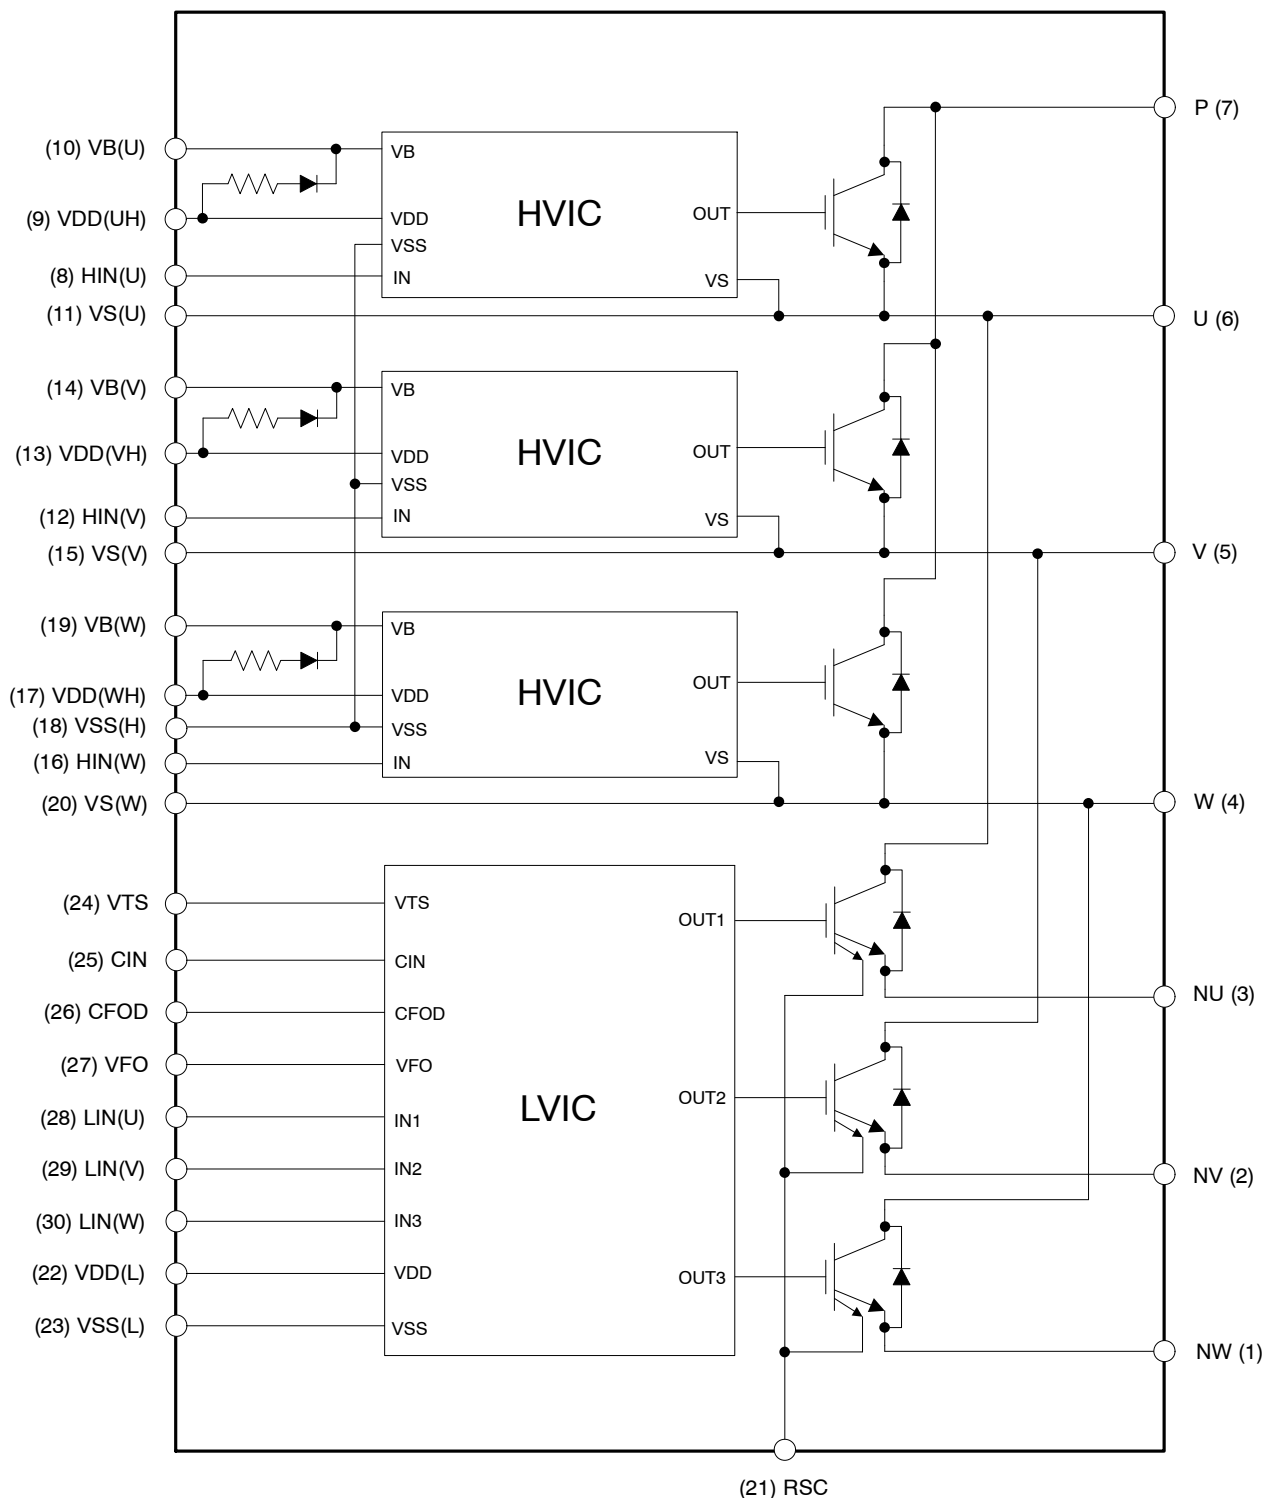 P (7)
(10) VB(U)
VB
(9) VDD(UH)
VDD
HVIC
OUT
VSS
(8) HIN(U)
IN
VS
(11) VS(U)
U (6)
(14) VB(V)
VB
(13) VDD(VH)
VDD
HVIC
OUT
VSS
(12) HIN(V)
IN
VS
(15) VS(V)
V (5)
(19) VB(W)
VB
(17) VDD(WH)
VDD
HVIC
OUT
(18) VSS(H)
VSS
(16) HIN(W)
IN
VS
(20) VS(W)
W (4)
(24) VTS
VTS
OUT1
(25) CIN
CIN
NU (3)
(26) CFOD
CFOD
(27) VFO
VFO
LVIC
OUT2
(28) LIN(U)
IN1
(29) LIN(V)
IN2
NV (2)
(30) LIN(W)
IN3
(22) VDD(L)
VDD
OUT3
(23) VSS(L)
VSS
NW (1)
(21) RSC